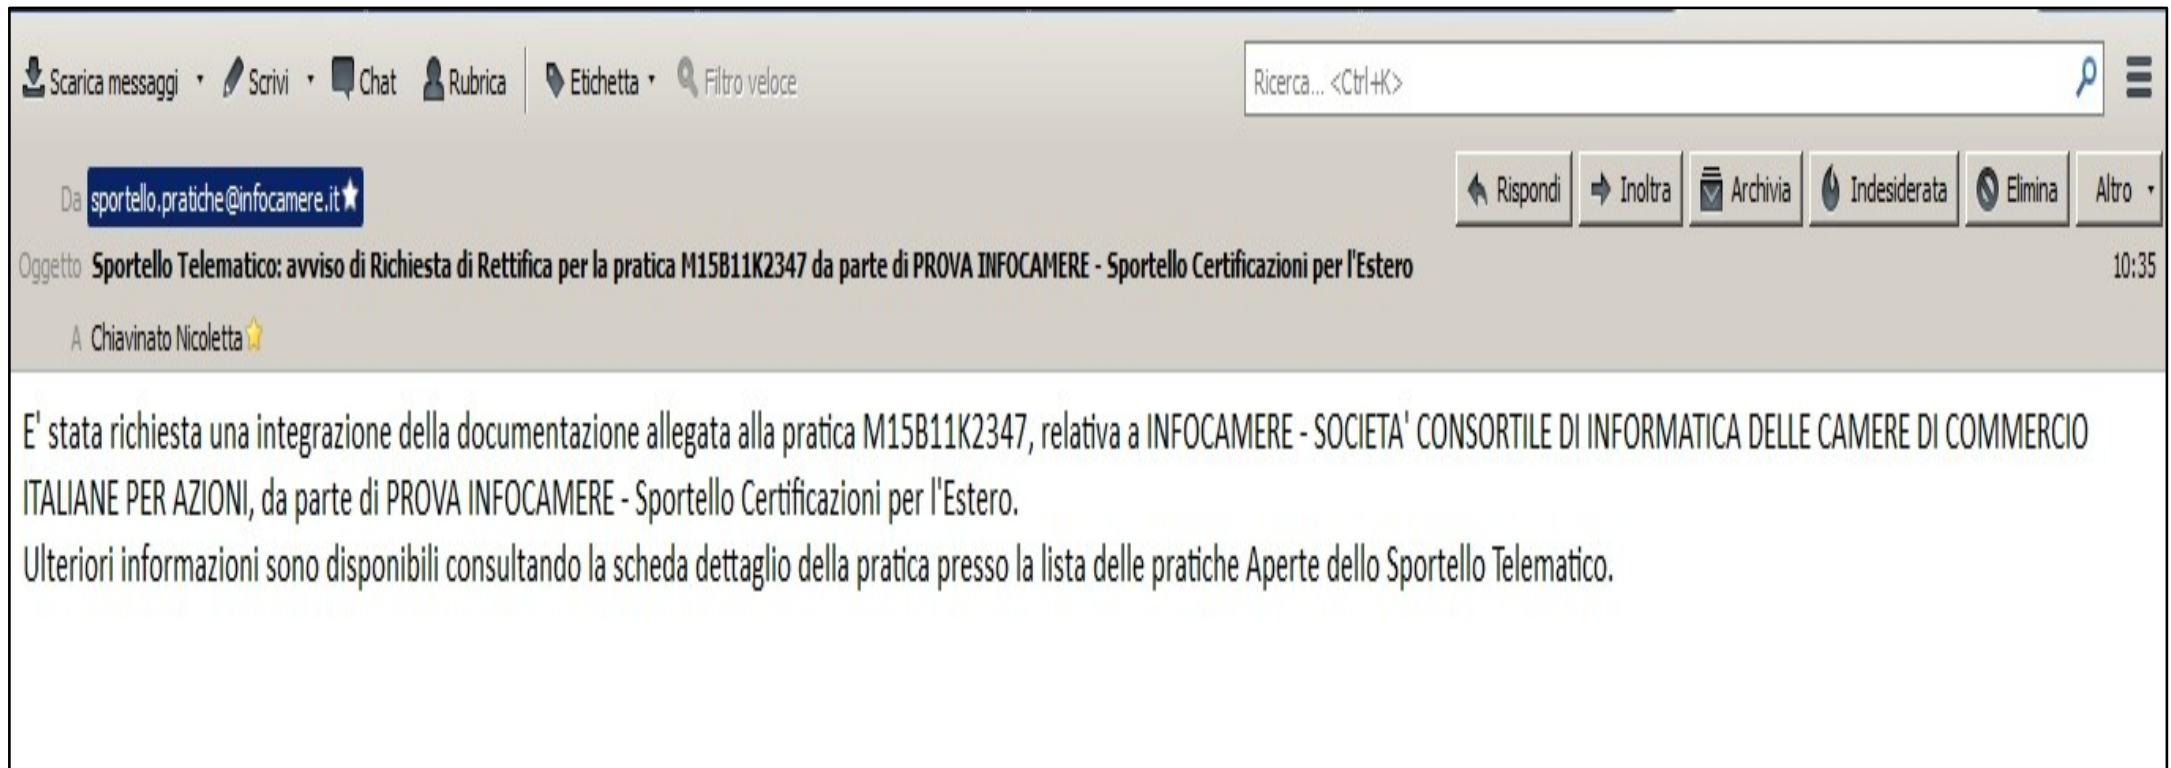 Scarica messaggi Scrivi Chat Rubrica Etichetta Filtro veloce Ricerca... <Ctrl+K>
Da sportello.pratiche@infocamere.it Rispondi Inoltra Archivia Indesiderata Elimina Altro
Oggetto Sportello Telematico: avviso di Richiesta di Rettifica per la pratica M15B11K2347 da parte di PROVA INFOCAMERE - Sportello Certificazioni per l'Estero 10:35
A Chiavinato Nicoletta
E' stata richiesta una integrazione della documentazione allegata alla pratica M15B11K2347, relativa a INFOCAMERE - SOCIETA' CONSORTILE DI INFORMATICA DELLE CAMERE DI COMMERCIO
ITALIANE PER AZIONI, da parte di PROVA INFOCAMERE - Sportello Certificazioni per l'Estero.
Ulteriori informazioni sono disponibili consultando la scheda dettaglio della pratica presso la lista delle pratiche Aperte dello Sportello Telematico.